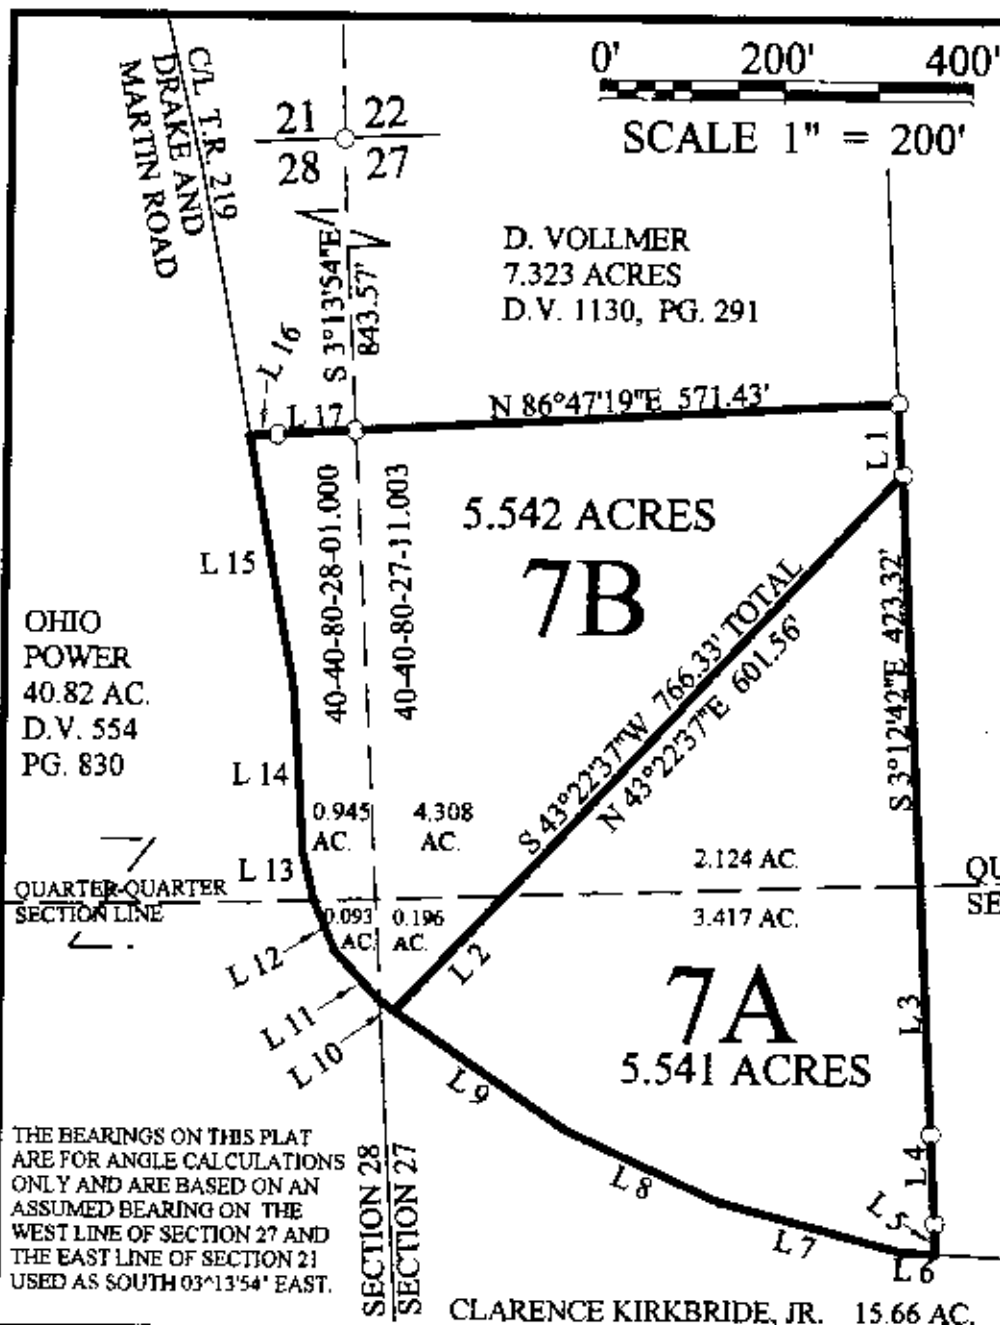 0' 200' 400'
SCALE 1" = 200'
C/L T.R. 219
DRAKE AND
MARTIN ROAD
21 22
28 27
S 3°13'54"E
843.57'
D. VOLLMER
7.323 ACRES
D.V. 1130, PG. 291
L 16
L 17
N 86°47'19"E 571.43'
L 1
40-40-80-28-01.000
40-40-80-27-11.003
5.542 ACRES
7B
L 15
S 43°22'37"W 766.33' TOTAL
N 43°22'37"E 601.56'
S 3°12'42"E 423.32'
OHIO
POWER
40.82 AC.
D.V. 554
PG. 830
L 14
0.945
AC.
4.308
AC.
L 13
2.124 AC.
QUARTER-QUARTER
SECTION LINE
QU
SE
0.093
AC.
0.196
AC.
3.417 AC.
L 12
L 2
L 11
L 10
7A
5.541 ACRES
L 3
L 9
L 4
L 8
L 5
L 7
L 6
THE BEARINGS ON THIS PLAT
ARE FOR ANGLE CALCULATIONS
ONLY AND ARE BASED ON AN
ASSUMED BEARING ON THE
WEST LINE OF SECTION 27 AND
THE EAST LINE OF SECTION 21
USED AS SOUTH 03°13'54" EAST.
SECTION 28
SECTION 27
CLARENCE KIRKBRIDE, JR. 15.66 AC.